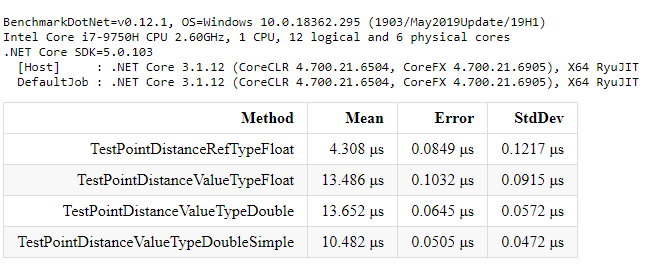 BenchmarkDotNet=v0.12.1, OS=Windows 10.0.18362.295 (1903/May2019Update/19H1)
Intel Core i7-9750H CPU 2.60GHz, 1 CPU, 12 logical and 6 physical cores
.NET Core SDK=5.0.103
[Host] : .NET Core 3.1.12 (CoreCLR 4.700.21.6504, CoreFX 4.700.21.6905), X64 RyuJIT
DefaultJob : .NET Core 3.1.12 (CoreCLR 4.700.21.6504, CoreFX 4.700.21.6905), X64 RyuJIT
Method Mean Error StdDev
TestPointDistanceRefTypeFloat 4.308 μs 0.0849 μs 0.1217 μs
TestPointDistanceValueTypeFloat 13.486 μs 0.1032 μs 0.0915 μs
TestPointDistanceValueTypeDouble 13.652 μs 0.0645 μs 0.0572 μs
TestPointDistanceValueTypeDoubleSimple 10.482 μs 0.0505 μs 0.0472 μs